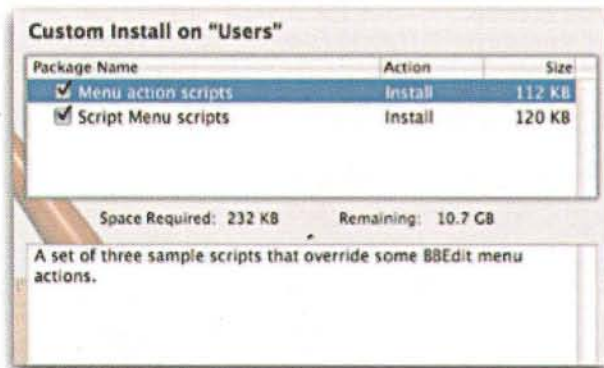 Custom Install on "Users"
Package Name Action Size
Menu action scripts Install 112 KB
Script Menu scripts Install 120 KB
Space Required: 232 KB Remaining: 10.7 GB
A set of three sample scripts that override some BBEdit menu
actions.